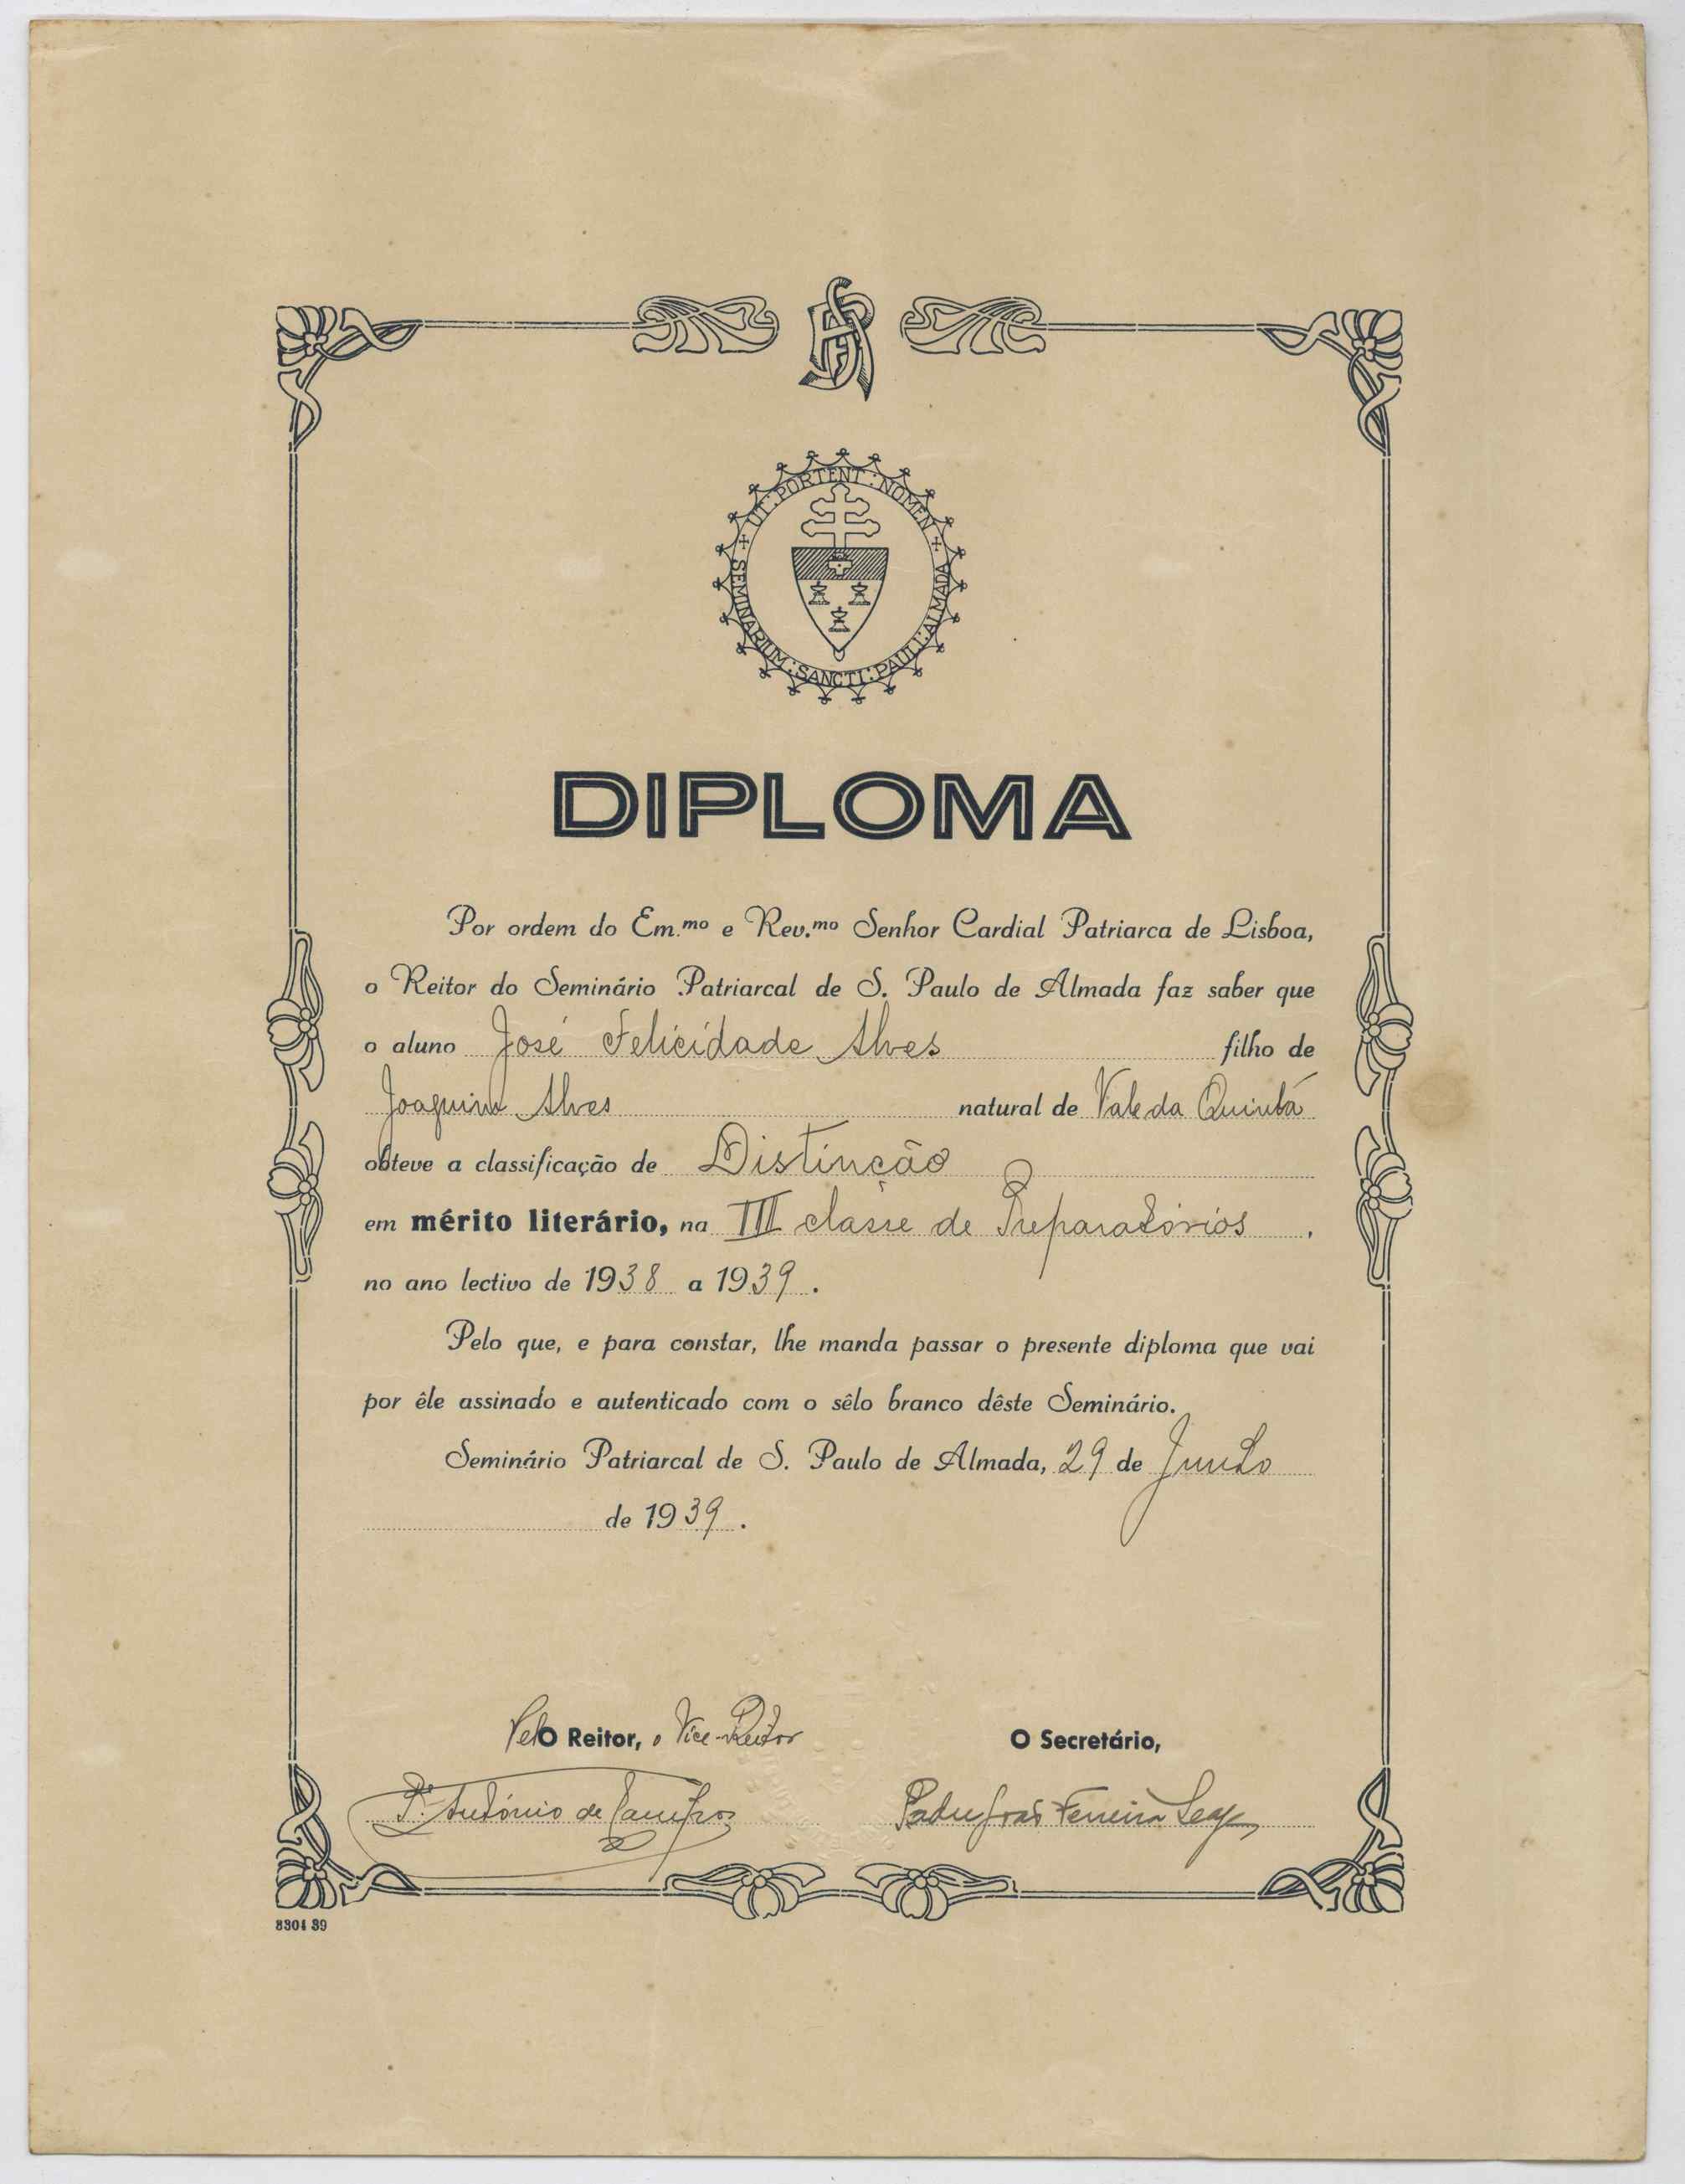 UT : PORTENT : NOMEN
SEMINARIUM : SANCTI : PAULI : ALMADA
DIPLOMA
Por ordem do Em.mo e Rev.mo Senhor Cardial Patriarca de Lisboa,
o Reitor do Seminário Patriarcal de S. Paulo de Almada faz saber que
o aluno José Felicidade Alves filho de
Joaquim Alves natural de Vale da Quintã
obteve a classificação de Distinção
em mérito literário, na III classe de Preparatórios .
no ano lectivo de 1938 a 1939 .
Pelo que, e para constar, lhe manda passar o presente diploma que vai
por êle assinado e autenticado com o sêlo branco dêste Seminário.
Seminário Patriarcal de S. Paulo de Almada, 29 de Junho
de 1939 .
Pelo Reitor, o Vice-Reitor O Secretário,
P.e António de Campos Padre Ferreira
8301 39